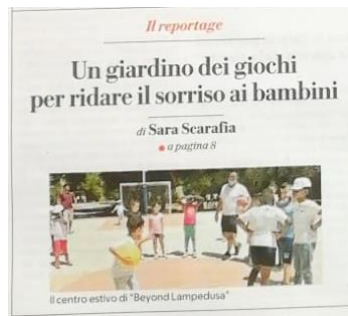 Il reportage
Un giardino dei giochi
per ridare il sorriso ai bambini
di Sara Scarafia
● a pagina 8
Il centro estivo di "Beyond Lampedusa"